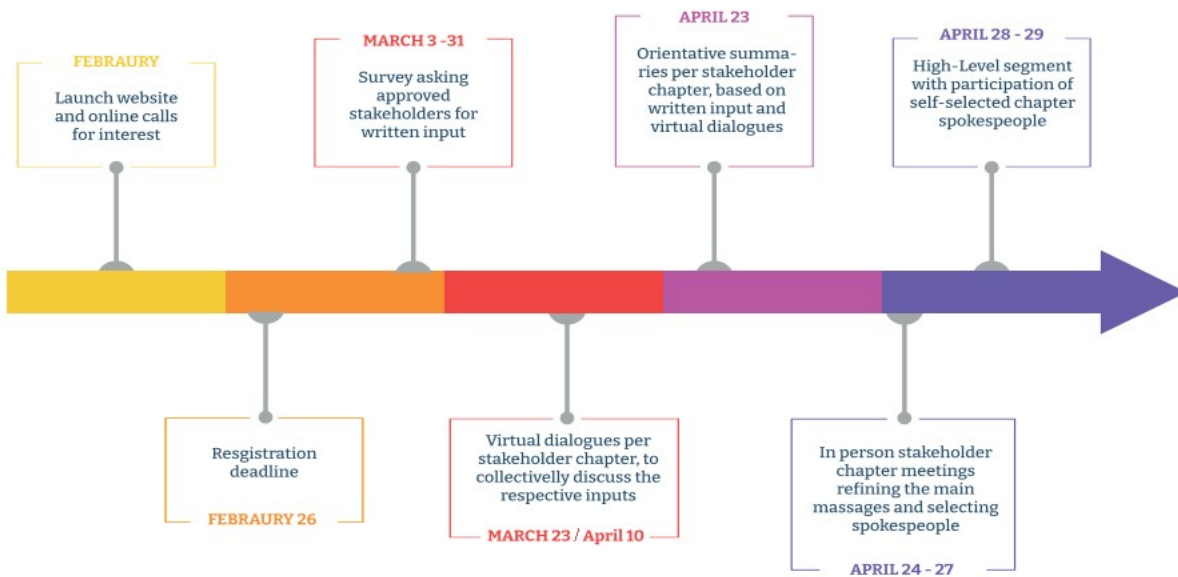 FEBRAURY
Launch website
and online calls
for interest
MARCH 3 -31
Survey asking
approved
stakeholders for
written input
APRIL 23
Orientative summa-
ries per stakeholder
chapter, based on
written input and
virtual dialogues
APRIL 28 - 29
High-Level segment
with participation of
self-selected chapter
spokespeople
Resgistration
deadline
FEBRAURY 26
Virtual dialogues per
stakeholder chapter, to
collectivelly discuss the
respective inputs
MARCH 23 / April 10
In person stakeholder
chapter meetings
refining the main
massages and selecting
spokespeople
APRIL 24 - 27